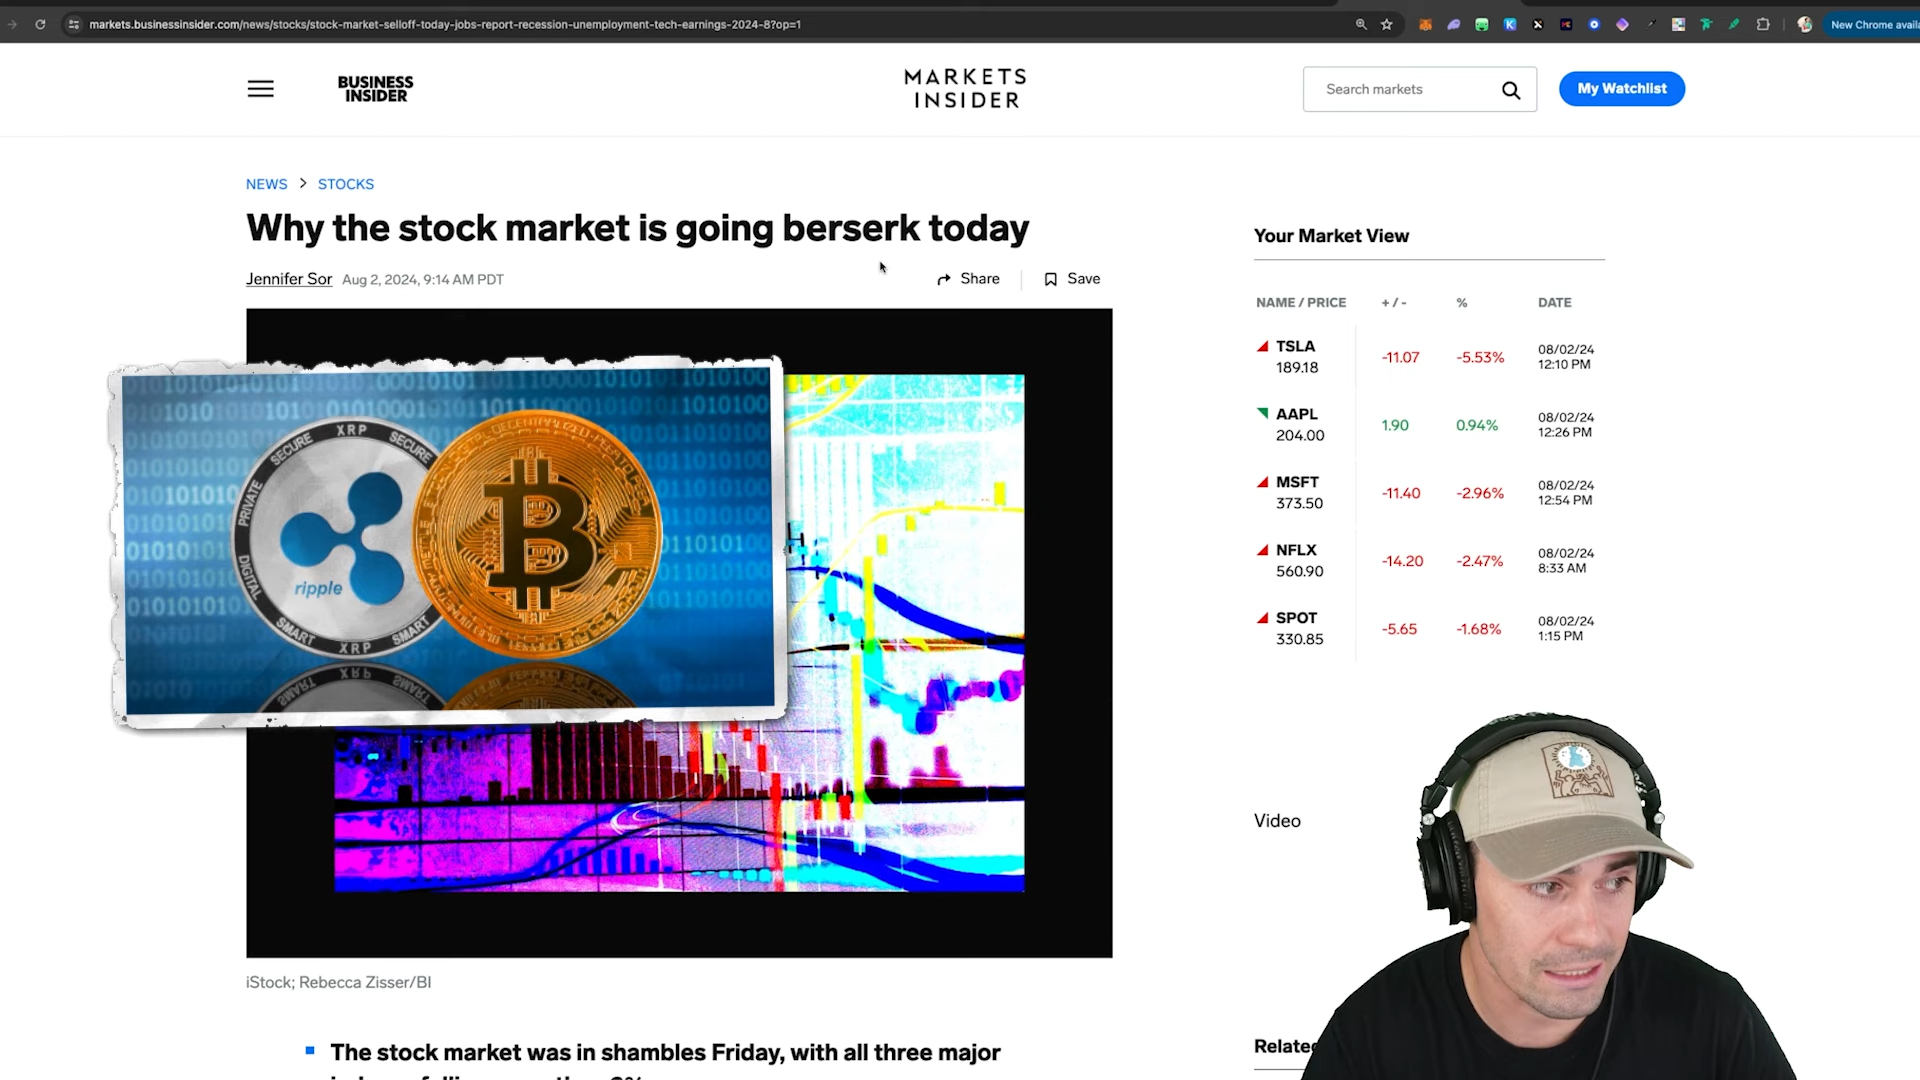 markets.businessinsider.com/news/stocks/stock-market-selloff-today-jobs-report-recession-unemployment-tech-earnings-2024-8?op=1
New Chrome availa
BUSINESS
INSIDER
MARKETS
INSIDER
Search markets
My Watchlist
NEWS > STOCKS
Why the stock market is going berserk today
Jennifer Sor Aug 2, 2024, 9:14 AM PDT
Share
Save
XRP
SECURE
SECURE
PRIVATE
DIGITAL
SMART
XRP
SMART
ripple
iStock; Rebecca Zisser/BI
The stock market was in shambles Friday, with all three major
Your Market View
NAME / PRICE + / - % DATE
TSLA
189.18
-11.07 -5.53%
08/02/24
12:10 PM
AAPL
204.00
1.90 0.94%
08/02/24
12:26 PM
MSFT
373.50
-11.40 -2.96%
08/02/24
12:54 PM
NFLX
560.90
-14.20 -2.47%
08/02/24
8:33 AM
SPOT
330.85
-5.65 -1.68%
08/02/24
1:15 PM
Video
Related